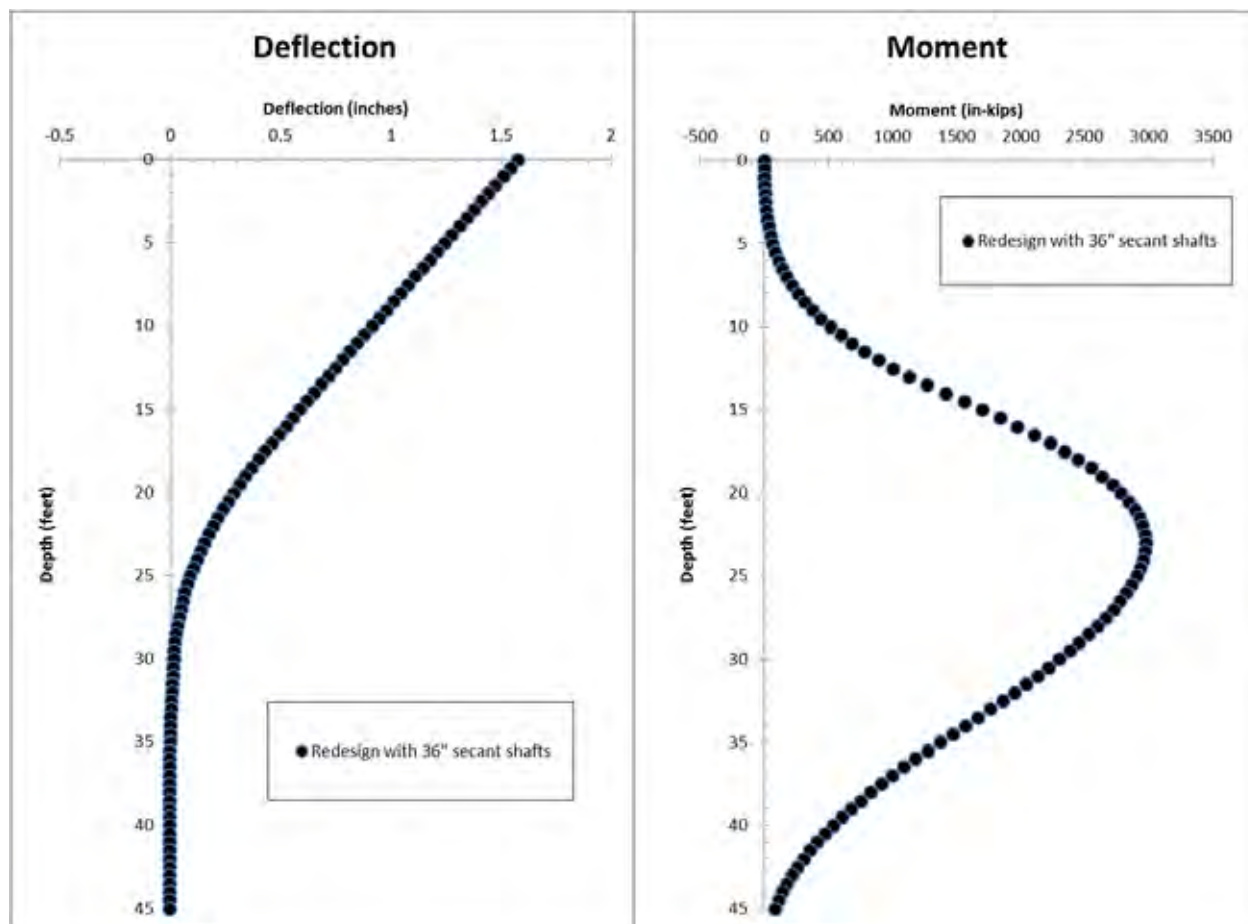 Deflection
Deflection (inches)
-0.5 0 0.5 1 1.5 2
0
5
10
15
20
25
30
35
40
45
Depth (feet)
Redesign with 36" secant shafts
Moment
Moment (in-kips)
-500 0 500 1000 1500 2000 2500 3000 3500
0
5
10
15
20
25
30
35
40
45
Depth (feet)
Redesign with 36" secant shafts